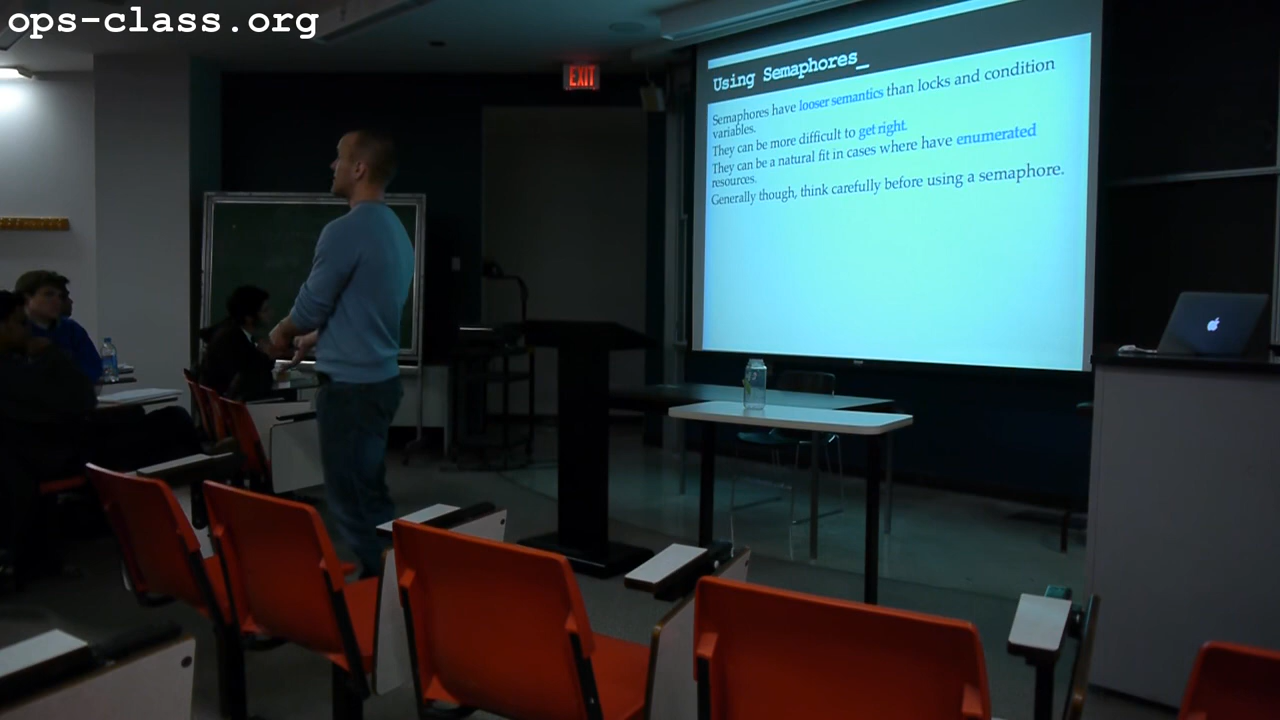 ops-class.org
EXIT
Using Semaphores_
Semaphores have looser semantics than locks and condition
variables.
They can be more difficult to get right.
They can be a natural fit in cases where have enumerated
resources.
Generally though, think carefully before using a semaphore.